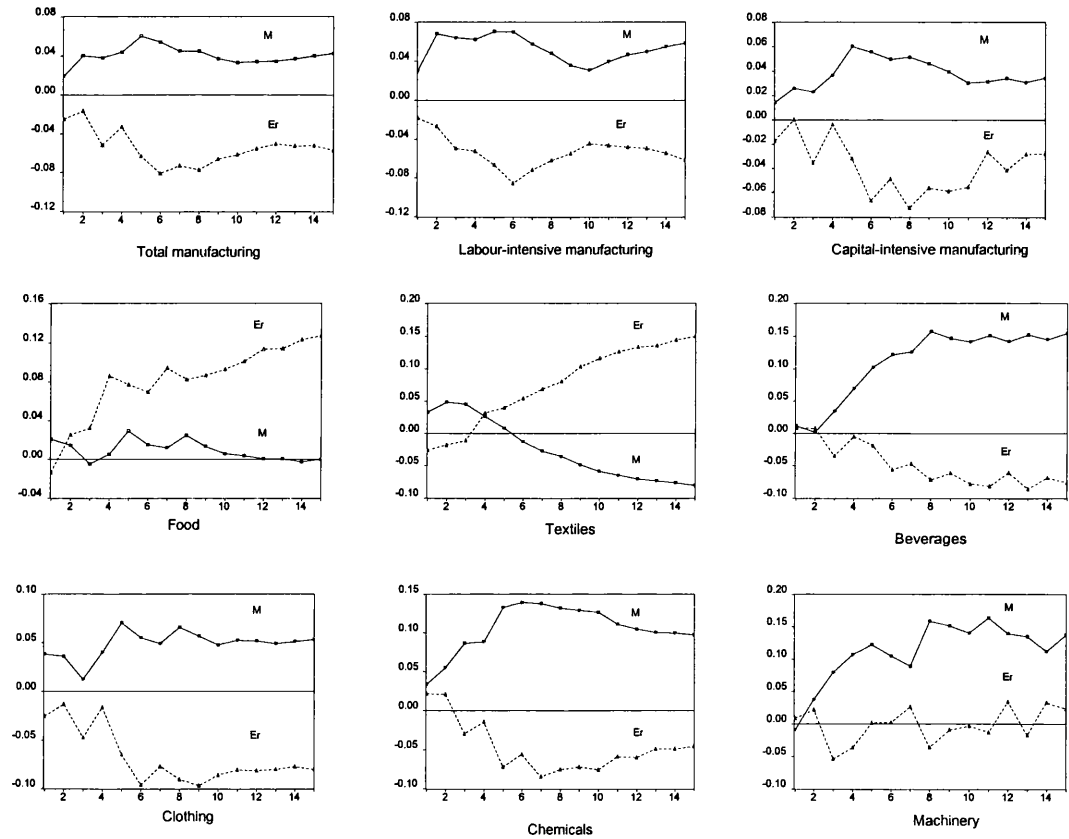 0.08
0.04
0.00
-0.04
-0.08
-0.12
M
Er
2 4 6 8 10 12 14
Total manufacturing
0.08
0.04
0.00
-0.04
-0.08
-0.12
M
Er
2 4 6 8 10 12 14
Labour-intensive manufacturing
0.08
0.06
0.04
0.02
0.00
-0.02
-0.04
-0.06
-0.08
M
Er
2 4 6 8 10 12 14
Capital-intensive manufacturing
0.16
0.12
0.08
0.04
0.00
-0.04
Er
M
2 4 6 8 10 12 14
Food
0.20
0.15
0.10
0.05
0.00
-0.05
-0.10
Er
M
2 4 6 8 10 12 14
Textiles
0.20
0.15
0.10
0.05
0.00
-0.05
-0.10
M
Er
2 4 6 8 10 12 14
Beverages
0.10
0.05
0.00
-0.05
-0.10
M
Er
2 4 6 8 10 12 14
Clothing
0.15
0.10
0.05
0.00
-0.05
-0.10
M
Er
2 4 6 8 10 12 14
Chemicals
0.20
0.15
0.10
0.05
0.00
-0.05
-0.10
M
Er
2 4 6 8 10 12 14
Machinery